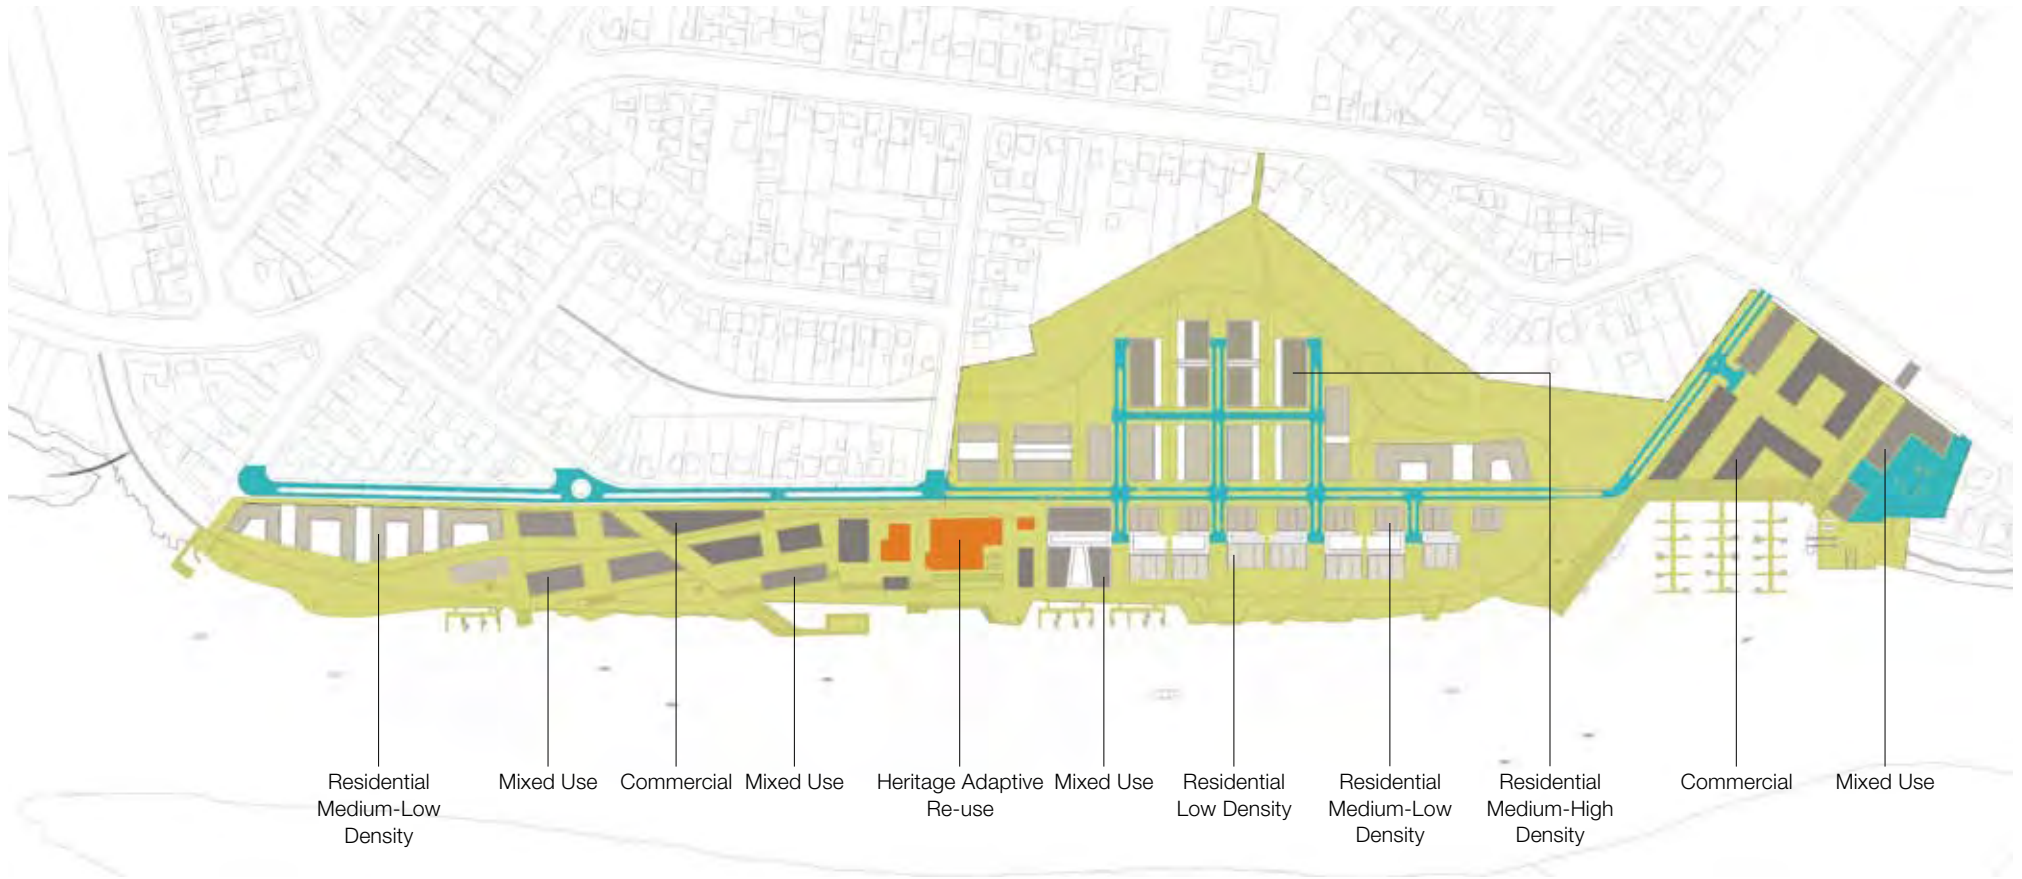 Residential
Medium-Low
Density
Mixed Use
Commercial
Mixed Use
Heritage Adaptive
Re-use
Mixed Use
Residential
Low Density
Residential
Medium-Low
Density
Residential
Medium-High
Density
Commercial
Mixed Use